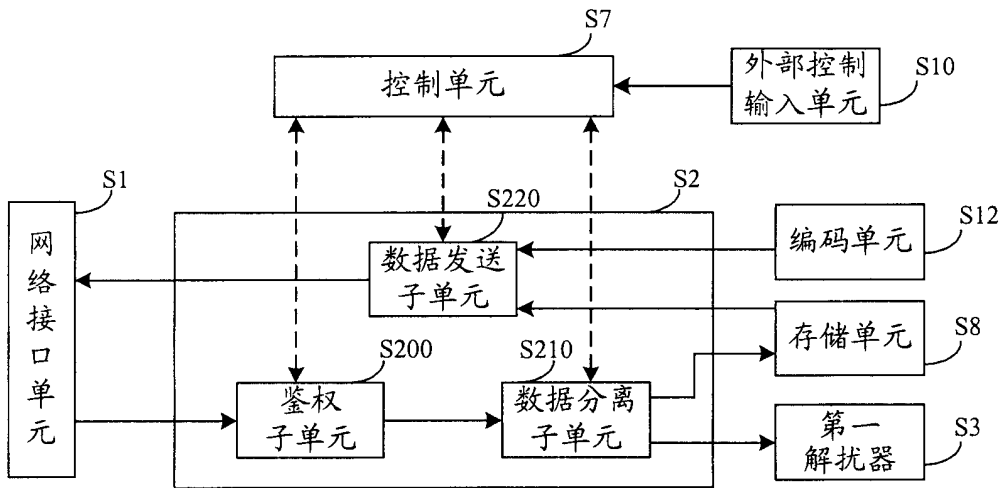 S7
控制单元
外部控制
输入单元
S10
S1
网络接口单元
S2
S220
数据发送
子单元
编码单元
S12
存储单元
S8
S200
鉴权
子单元
S210
数据分离
子单元
第一
解扰器
S3